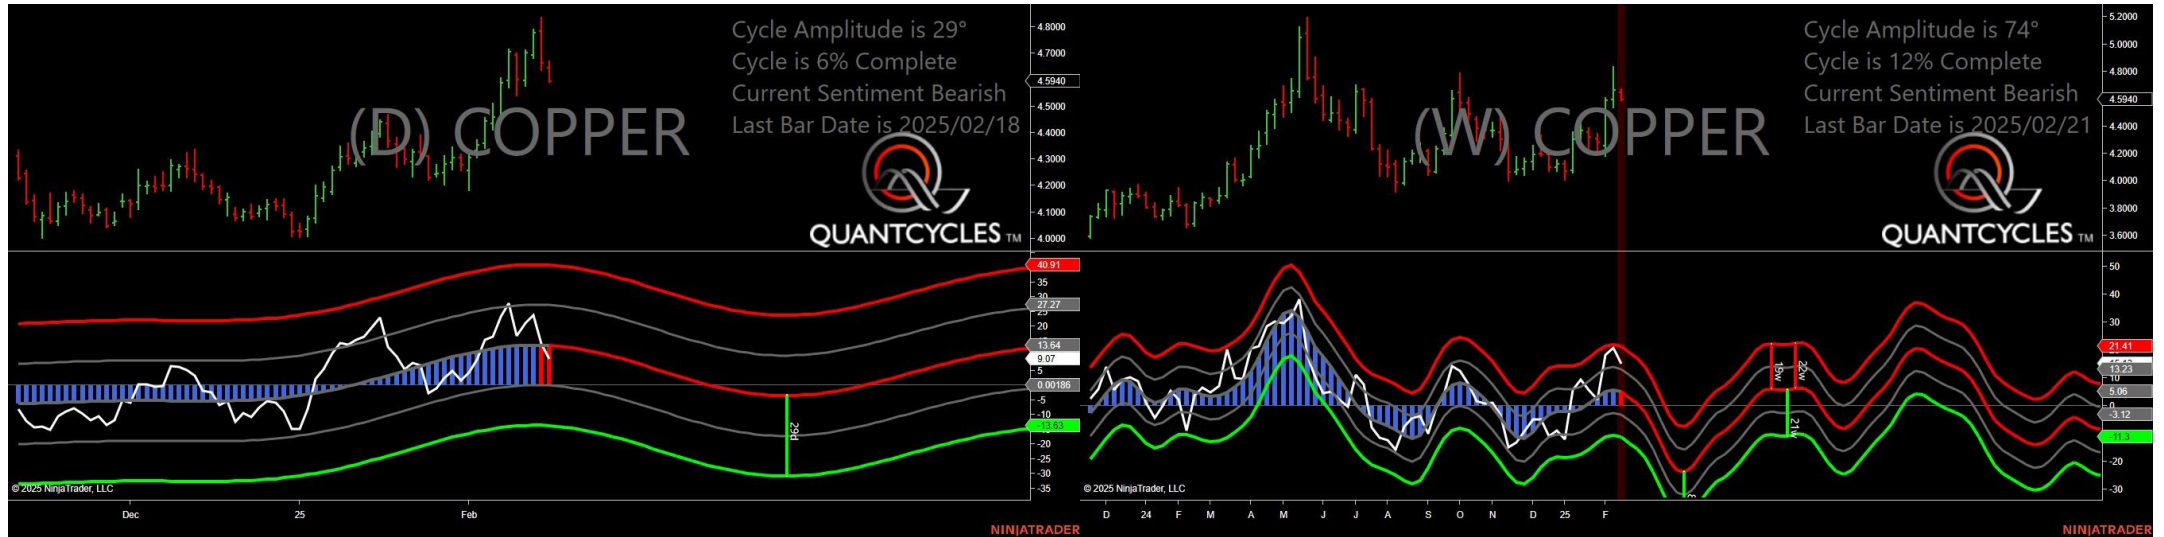 Cycle Amplitude is 29°
Cycle is 6% Complete
Current Sentiment Bearish
Last Bar Date is 2025/02/18
(D) COPPER
QUANTCYCLES TM
4.8000
4.7000
4.5940
4.5000
4.4000
4.3000
4.2000
4.1000
4.0000
40.91
35
30
27.27
25
20
13.64
9.07
5
0.00186
-5
-10
-13.63
-20
-25
-30
-35
29d
© 2025 NinjaTrader, LLC
Dec
25
Feb
NINJATRADER
Cycle Amplitude is 74°
Cycle is 12% Complete
Current Sentiment Bearish
Last Bar Date is 2025/02/21
(W) COPPER
QUANTCYCLES TM
5.2000
5.0000
4.8000
4.5940
4.4000
4.2000
4.0000
3.8000
3.6000
50
40
30
21.41
13.23
10
5.06
0
-3.12
-11.3
-20
-30
19w
22w
21w
© 2025 NinjaTrader, LLC
D
24
F
M
A
M
J
J
A
S
O
N
D
25
F
NINJATRADER